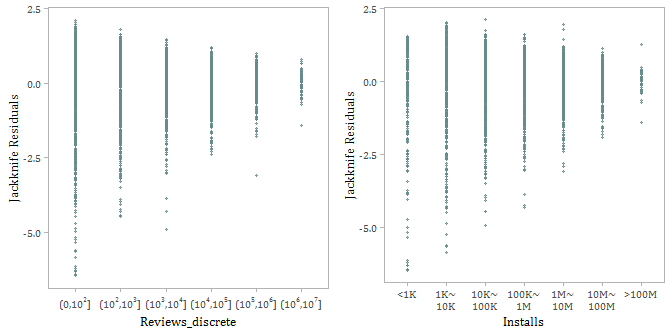 2.5
0.0
-2.5
-5.0
Jackknife Residuals
(0,10²] (10²,10³] (10³,10⁴] (10⁴,10⁵] (10⁵,10⁶] (10⁶,10⁷]
Reviews_discrete
2.5
0.0
-2.5
-5.0
Jackknife Residuals
<1K 1K~ 10K~ 100K~ 1M~ 10M~ >100M
10K 100K 1M 10M 100M
Installs